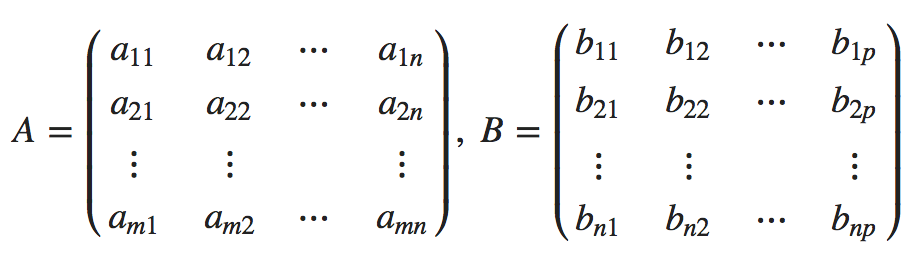 A = ( a11 a12 ⋯ a1n
a21 a22 ⋯ a2n
⋮ ⋮ ⋮
am1 am2 ⋯ amn ) , B = ( b11 b12 ⋯ b1p
b21 b22 ⋯ b2p
⋮ ⋮ ⋮
bn1 bn2 ⋯ bnp )